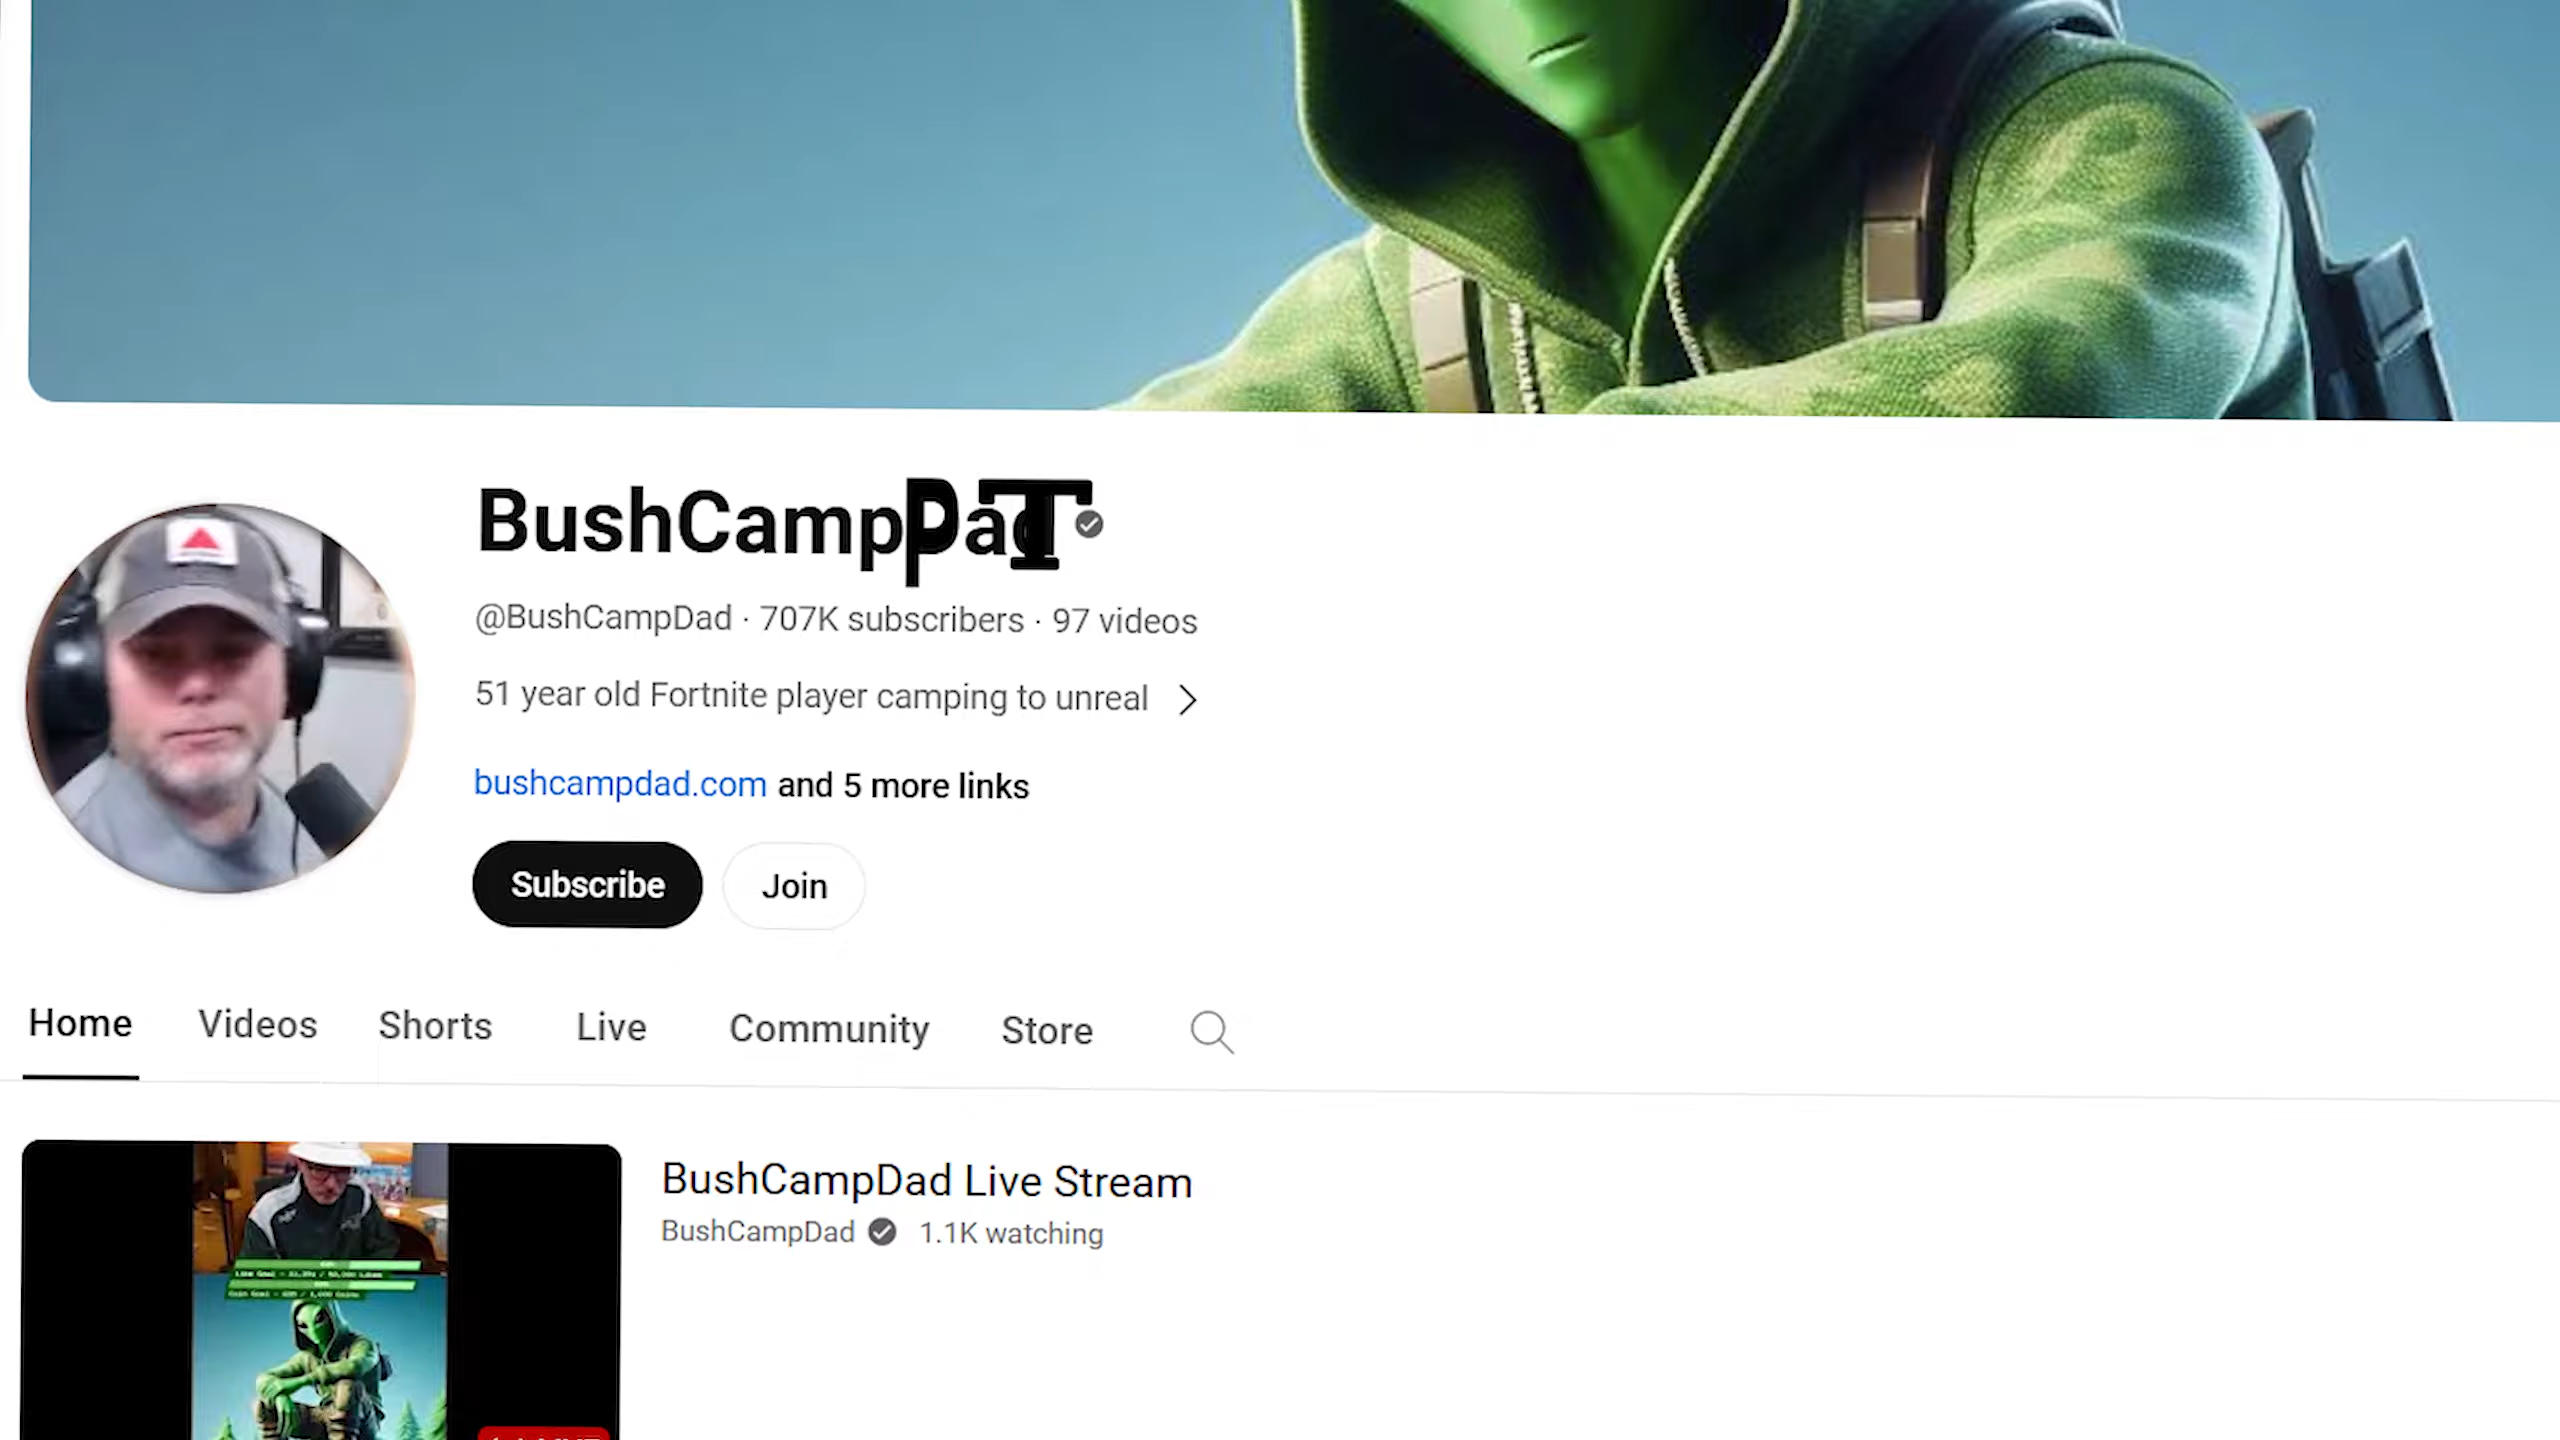 BushCampDad
@BushCampDad · 707K subscribers · 97 videos
51 year old Fortnite player camping to unreal
bushcampdad.com and 5 more links
Subscribe
Join
Home
Videos
Shorts
Live
Community
Store
BushCampDad Live Stream
BushCampDad 1.1K watching